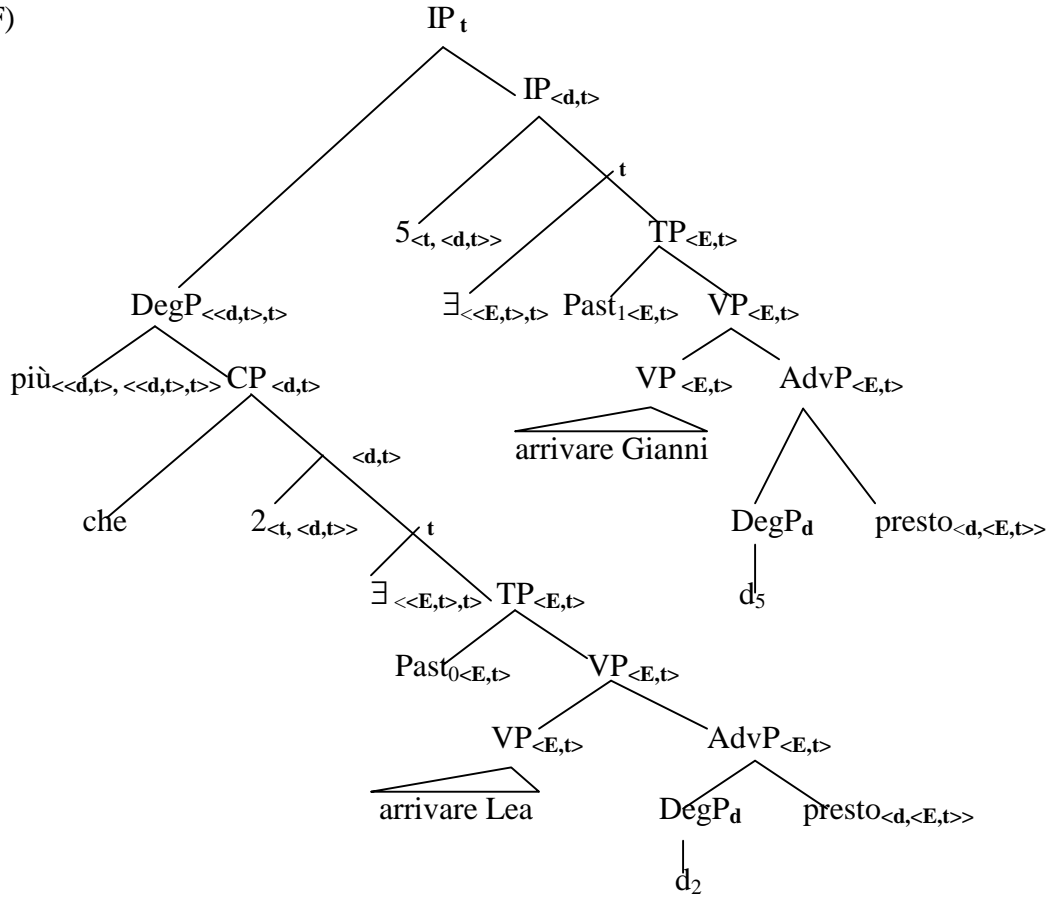 F)
IP t
IP<d,t>
t
5<t, <d,t>>
TP<E,t>
DegP<<d,t>,t>
∃<<E,t>,t>
Past1<E,t>
VP<E,t>
più<<d,t>, <<d,t>,t>>
CP <d,t>
VP <E,t>
AdvP<E,t>
arrivare Gianni
<d,t>
che
2<t, <d,t>>
t
DegPd
presto<d,<E,t>>
∃ <<E,t>,t>
TP<E,t>
d5
Past0<E,t>
VP<E,t>
VP<E,t>
AdvP<E,t>
arrivare Lea
DegPd
presto<d,<E,t>>
d2